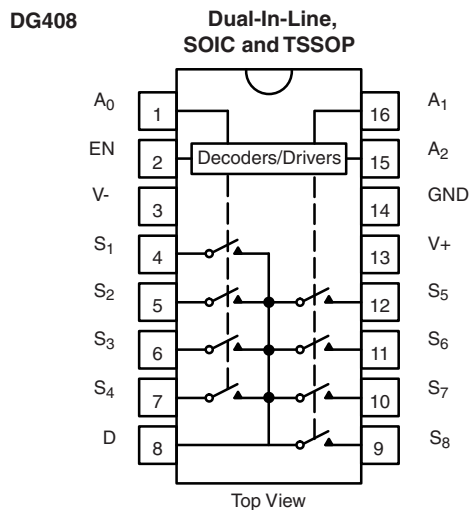 DG408
Dual-In-Line,
SOIC and TSSOP
A0 1 16 A1
EN 2 Decoders/Drivers 15 A2
V- 3 14 GND
S1 4 13 V+
S2 5 12 S5
S3 6 11 S6
S4 7 10 S7
D 8 9 S8
Top View